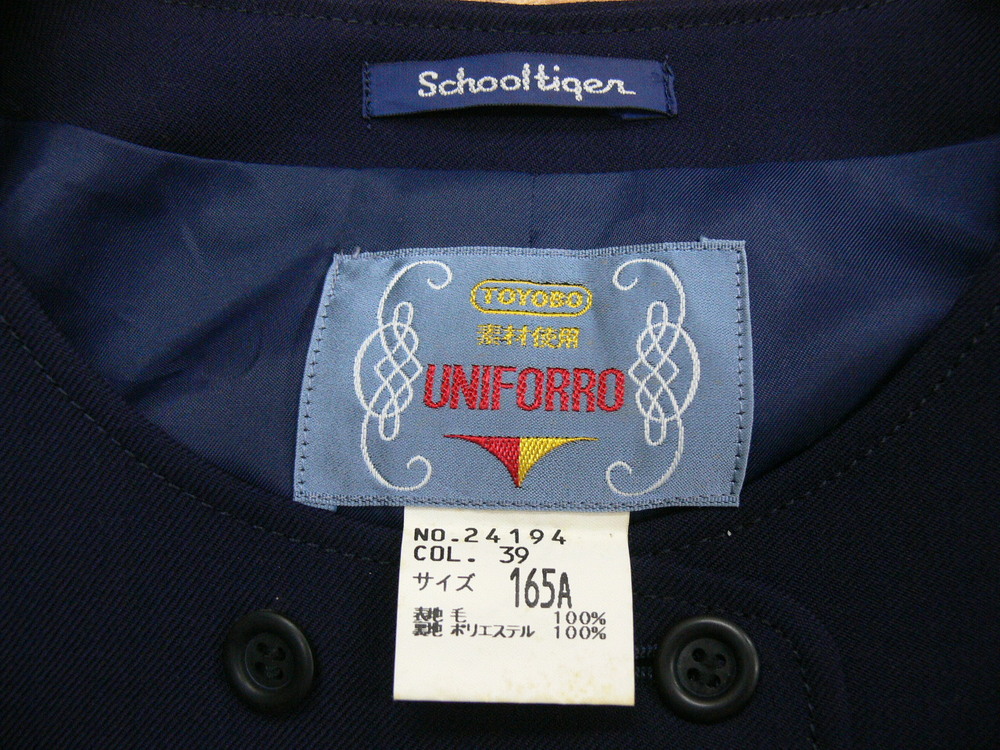 Schooltiger
TOYOBO
素材使用
UNIFORRO
NO.24194
COL. 39
サイズ 165A
表地 毛 100%
裏地 ポリエステル 100%